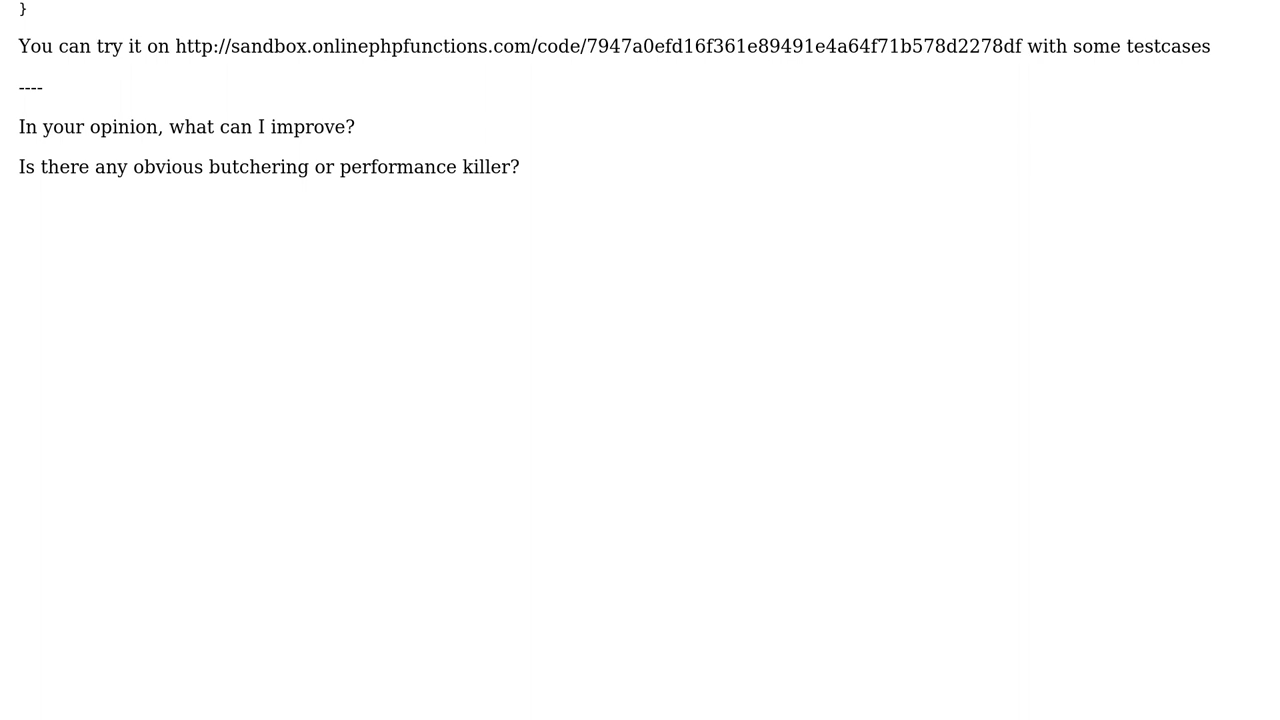 }
You can try it on http://sandbox.onlinephpfunctions.com/code/7947a0efd16f361e89491e4a64f71b578d2278df with some testcases
----
In your opinion, what can I improve?
Is there any obvious butchering or performance killer?